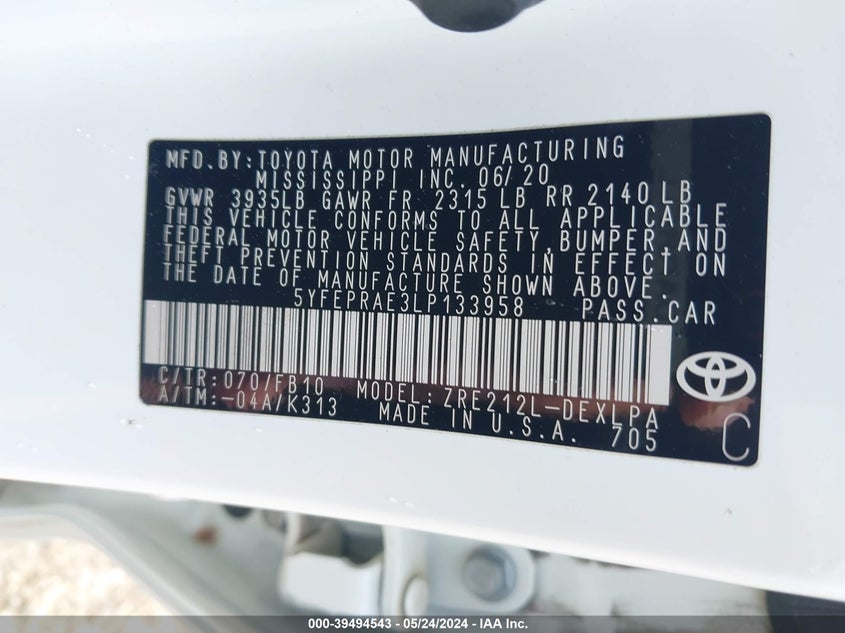 MFD. BY: TOYOTA MOTOR MANUFACTURING
MISSISSIPPI INC. 06/20
GVWR 3935LB GAWR FR 2315 LB RR 2140 LB
THIS VEHICLE CONFORMS TO ALL APPLICABLE
FEDERAL MOTOR VEHICLE SAFETY, BUMPER, AND
THEFT PREVENTION STANDARDS IN EFFECT ON
THE DATE OF MANUFACTURE SHOWN ABOVE.
5YFEPRAE3LP133958 PASS. CAR
C/TR: 070/FB10 MODEL: ZRE212L-DEXLPA
A/TM: -04A/K313 MADE IN U.S.A. 705
C
000-39494543 - 05/24/2024 - IAA Inc.